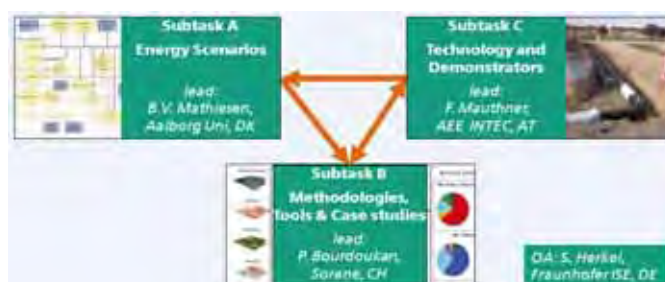 Subtask A
Energy Scenarios
lead:
B.V. Mathiesen,
Aalborg Uni, DK
Subtask C
Technology and
Demonstrators
lead:
F. Mauthner,
AEE INTEC, AT
Subtask B
Methodologies,
Tools & Case studies
lead:
P. Bourdoukan,
Sorane, CH
OA: S. Herkel,
Fraunhofer ISE, DE